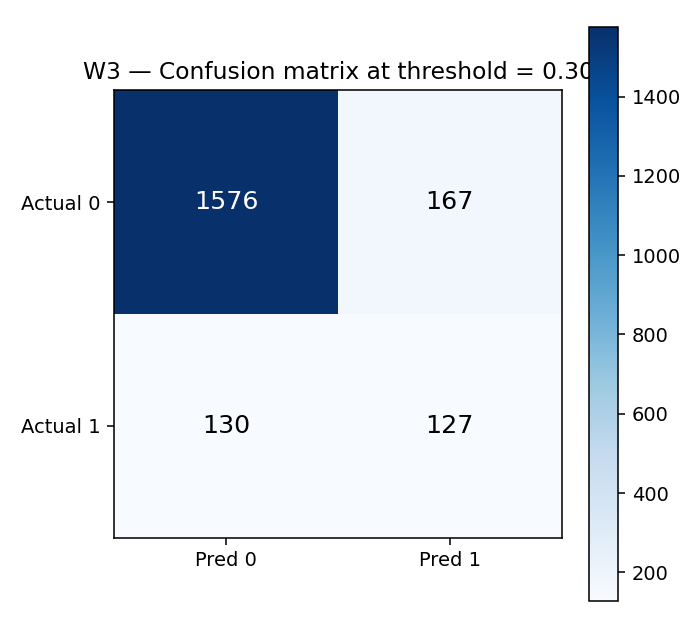 W3 — Confusion matrix at threshold = 0.30
1400
Actual 0
1576
167
1200
1000
800
600
Actual 1
130
127
400
200
Pred 0
Pred 1